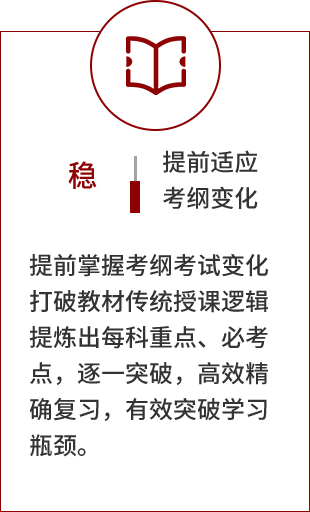 稳
提前适应
考纲变化
提前掌握考纲考试变化
打破教材传统授课逻辑
提炼出每科重点、必考
点，逐一突破，高效精
确复习，有效突破学习
瓶颈。